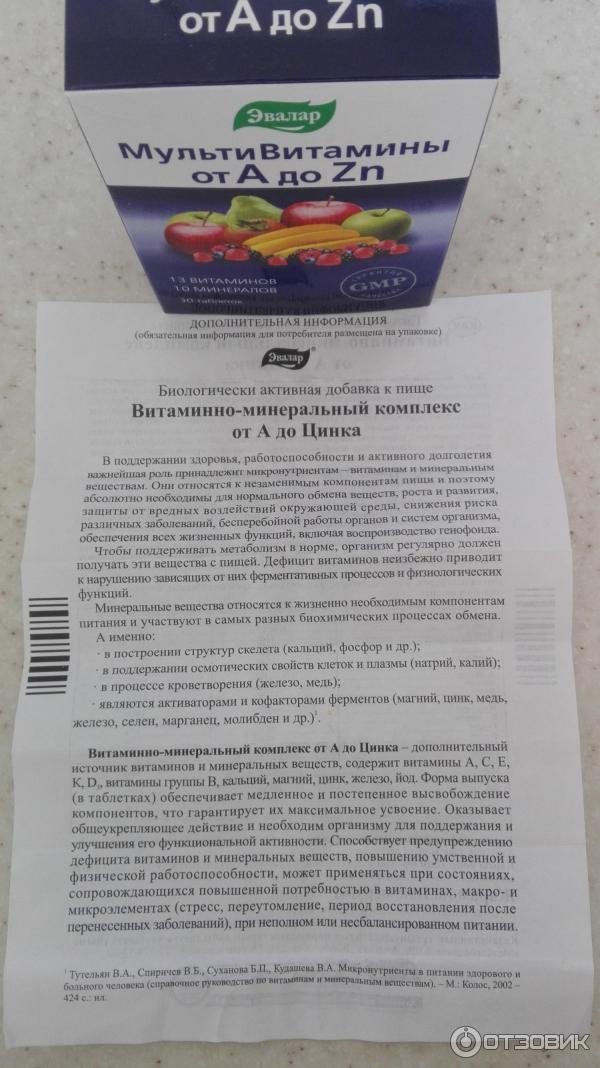 от А до Zn
Эвалар
МультиВитамины
от А до Zn
13 ВИТАМИНОВ
10 МИНЕРАЛОВ
30 таблеток
GMP
ДОПОЛНИТЕЛЬНАЯ ИНФОРМАЦИЯ
(обязательная информация для потребителя размещена на упаковке)
Эвалар®
Биологически активная добавка к пище
Витаминно-минеральный комплекс
от А до Цинка
В поддержании здоровья, работоспособности и активного долголетия
важнейшая роль принадлежит микронутриентам – витаминам и минеральным
веществам. Они относятся к незаменимым компонентам пищи и поэтому
абсолютно необходимы для нормального обмена веществ, роста и развития,
защиты от вредных воздействий окружающей среды, снижения риска
различных заболеваний, бесперебойной работы органов и систем организма,
обеспечения всех жизненных функций, включая воспроизводство генофонда.
Чтобы поддерживать метаболизм в норме, организм регулярно должен
получать эти вещества с пищей. Дефицит витаминов неизбежно приводит
к нарушению зависящих от них ферментативных процессов и физиологических
функций.
Минеральные вещества относятся к жизненно необходимым компонентам
питания и участвуют в самых разных биохимических процессах обмена.
А именно:
· в построении структур скелета (кальций, фосфор и др.);
· в поддержании осмотических свойств клеток и плазмы (натрий, калий);
· в процессе кроветворения (железо, медь);
· являются активаторами и кофакторами ферментов (магний, цинк, медь,
железо, селен, марганец, молибден и др.)¹.
Витаминно-минеральный комплекс от А до Цинка – дополнительный
источник витаминов и минеральных веществ, содержит витамины А, С, Е,
К, D₃, витамины группы В, кальций, магний, цинк, железо, йод. Форма выпуска
(в таблетках) обеспечивает медленное и постепенное высвобождение
компонентов, что гарантирует их максимальное усвоение. Оказывает
общеукрепляющее действие и необходим организму для поддержания и
улучшения его функциональной активности. Способствует предупреждению
дефицита витаминов и минеральных веществ, повышению умственной и
физической работоспособности, может применяться при состояниях,
сопровождающихся повышенной потребностью в витаминах, макро- и
микроэлементах (стресс, переутомление, период восстановления после
перенесенных заболеваний), при неполном или несбалансированном питании.
¹ Тутельян В.А., Спиричев В.Б., Суханова Б.П., Кудашева В.А. Микронутриенты в питании здорового и
больного человека (справочное руководство по витаминам и минеральным веществам). – М.: Колос, 2002 –
424 с.: ил.
ОТЗОВИК